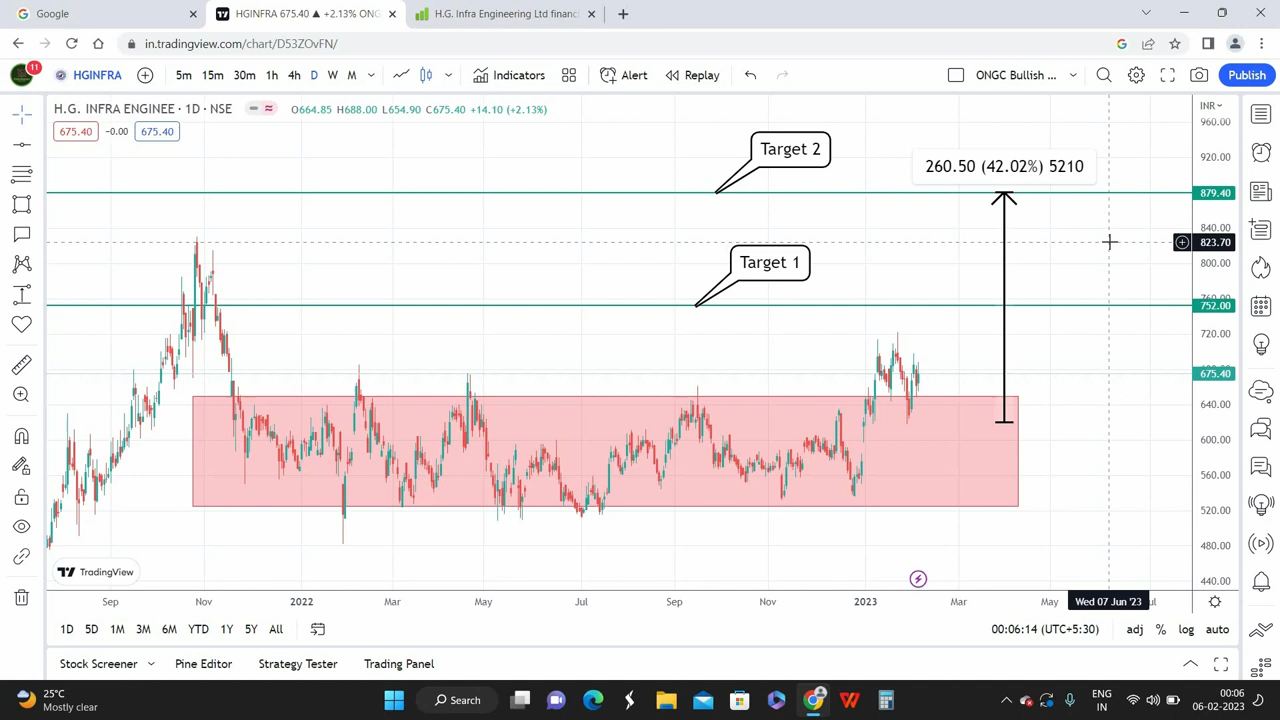 Google
HGINFRA 675.40 ▲ +2.13% ONG
H.G. Infra Engineering Ltd financi
in.tradingview.com/chart/D53ZOvFN/
11
HGINFRA
5m 15m 30m 1h 4h D W M
Indicators
Alert
Replay
ONGC Bullish ...
Publish
H.G. INFRA ENGINEE · 1D · NSE
O664.85 H688.00 L654.90 C675.40 +14.10 (+2.13%)
675.40 -0.00 675.40
INR
960.00
920.00
879.40
840.00
823.70
800.00
760.00
752.00
720.00
680.00
675.40
640.00
600.00
560.00
520.00
480.00
440.00
Target 2
260.50 (42.02%) 5210
Target 1
TradingView
Sep Nov 2022 Mar May Jul Sep Nov 2023 Mar May Wed 07 Jun '23 ul
1D 5D 1M 3M 6M YTD 1Y 5Y All
00:06:14 (UTC+5:30) adj % log auto
Stock Screener Pine Editor Strategy Tester Trading Panel
25°C
Mostly clear
Search
ENG
IN
00:06
06-02-2023